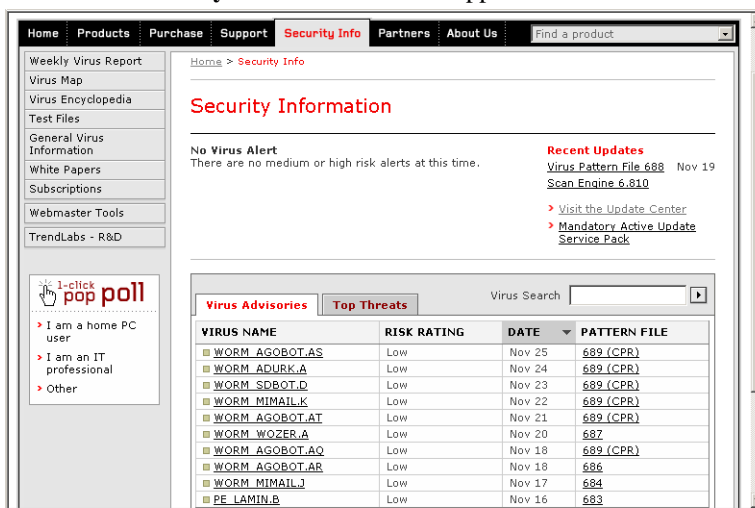 Home Products Purchase Support Security Info Partners About Us Find a product
Weekly Virus Report
Virus Map
Virus Encyclopedia
Test Files
General Virus
Information
White Papers
Subscriptions
Webmaster Tools
TrendLabs - R&D
1-click
pop poll
I am a home PC
user
I am an IT
professional
Other
Home > Security Info
Security Information
No Virus Alert
There are no medium or high risk alerts at this time.
Recent Updates
Virus Pattern File 688 Nov 19
Scan Engine 6.810
Visit the Update Center
Mandatory Active Update
Service Pack
Virus Advisories Top Threats Virus Search
VIRUS NAME RISK RATING DATE PATTERN FILE
WORM_AGOBOT.AS Low Nov 25 689 (CPR)
WORM_ADURK.A Low Nov 24 689 (CPR)
WORM_SDBOT.D Low Nov 23 689 (CPR)
WORM_MIMAIL.K Low Nov 22 689 (CPR)
WORM_AGOBOT.AT Low Nov 21 689 (CPR)
WORM_WOZER.A Low Nov 20 687
WORM_AGOBOT.AQ Low Nov 18 689 (CPR)
WORM_AGOBOT.AR Low Nov 18 686
WORM_MIMAIL.J Low Nov 17 684
PE_LAMIN.B Low Nov 16 683